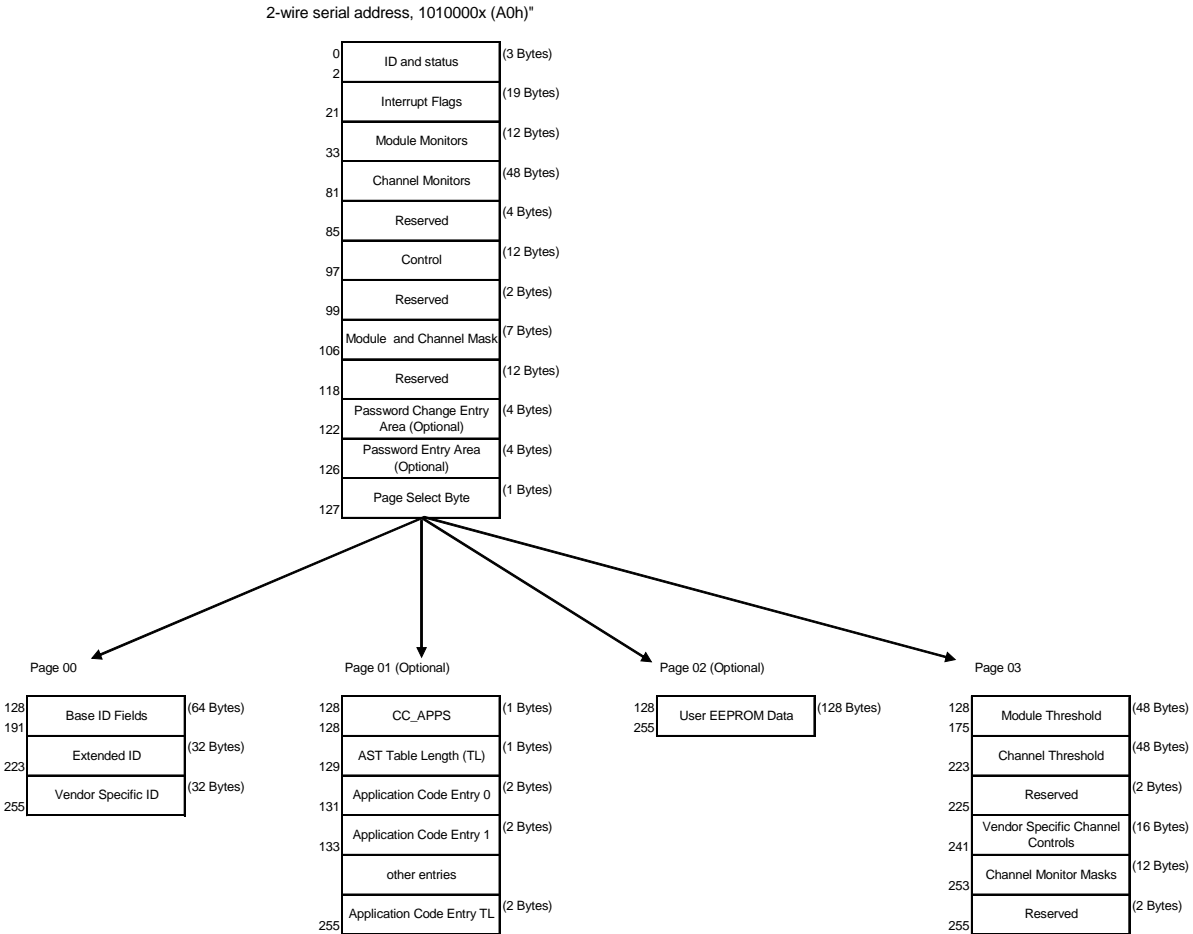 2-wire serial address, 1010000x (A0h)"
0
2
ID and status
(3 Bytes)
21
Interrupt Flags
(19 Bytes)
33
Module Monitors
(12 Bytes)
81
Channel Monitors
(48 Bytes)
85
Reserved
(4 Bytes)
97
Control
(12 Bytes)
99
Reserved
(2 Bytes)
106
Module and Channel Mask
(7 Bytes)
118
Reserved
(12 Bytes)
122
Password Change Entry
Area (Optional)
(4 Bytes)
126
Password Entry Area
(Optional)
(4 Bytes)
127
Page Select Byte
(1 Bytes)
Page 00
128
191
Base ID Fields
(64 Bytes)
223
Extended ID
(32 Bytes)
255
Vendor Specific ID
(32 Bytes)
Page 01 (Optional)
128
128
CC_APPS
(1 Bytes)
129
AST Table Length (TL)
(1 Bytes)
131
Application Code Entry 0
(2 Bytes)
133
Application Code Entry 1
(2 Bytes)
other entries
255
Application Code Entry TL
(2 Bytes)
Page 02 (Optional)
128
255
User EEPROM Data
(128 Bytes)
Page 03
128
175
Module Threshold
(48 Bytes)
223
Channel Threshold
(48 Bytes)
225
Reserved
(2 Bytes)
241
Vendor Specific Channel
Controls
(16 Bytes)
253
Channel Monitor Masks
(12 Bytes)
255
Reserved
(2 Bytes)